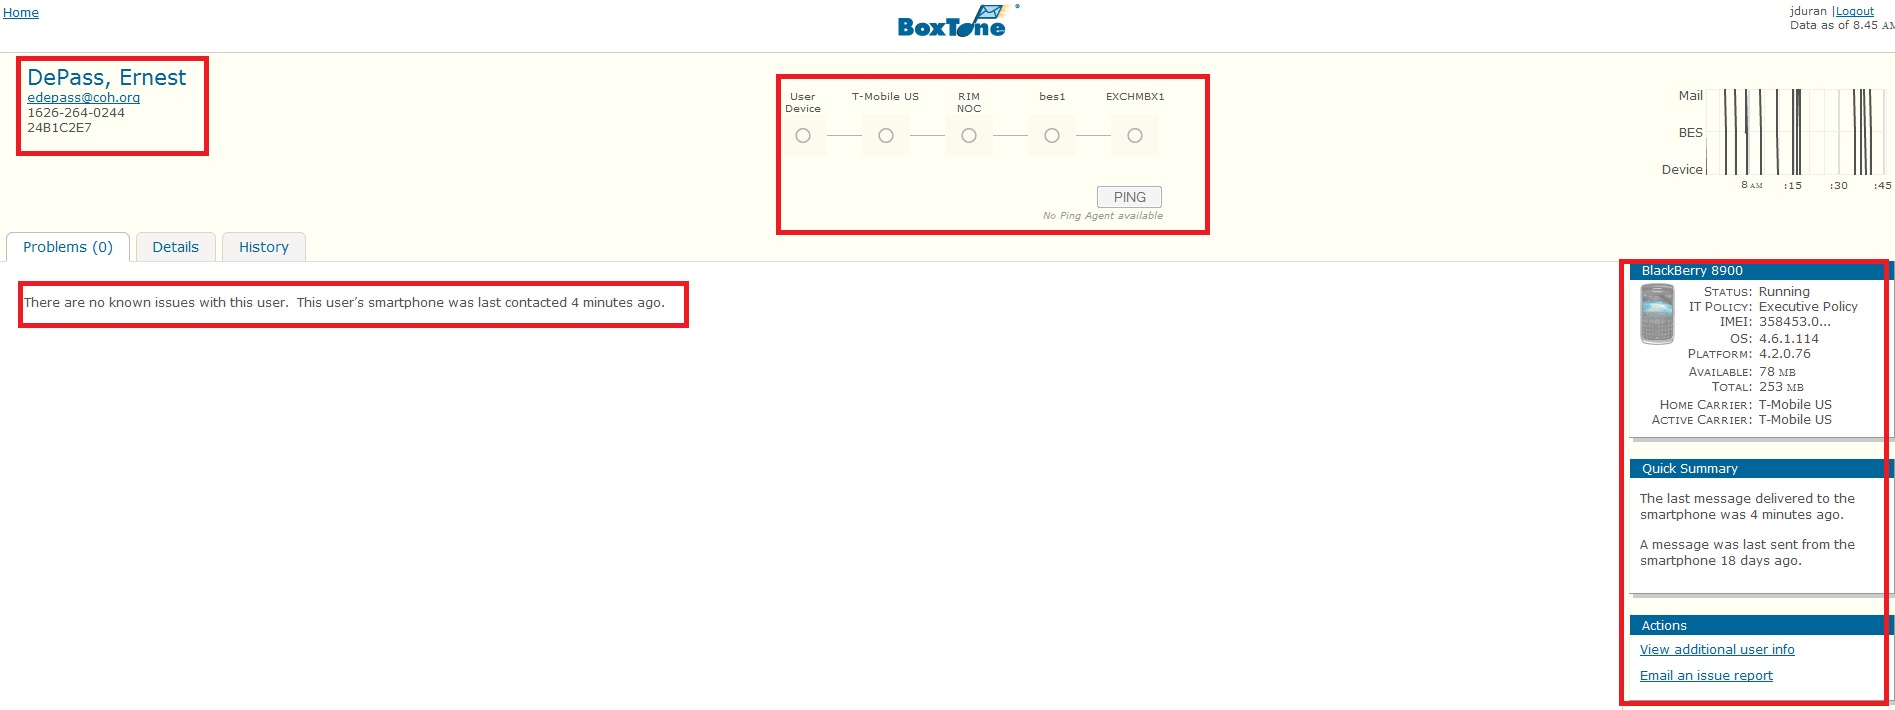 Home
BoxTone
jduran |Logout
Data as of 8.45 AM
DePass, Ernest
edepass@coh.org
1626-264-0244
24B1C2E7
User Device
T-Mobile US
RIM NOC
bes1
EXCHMBX1
PING
No Ping Agent available
Mail
BES
Device
8 AM :15 :30 :45
Problems (0) Details History
There are no known issues with this user. This user's smartphone was last contacted 4 minutes ago.
BlackBerry 8900
STATUS: Running
IT POLICY: Executive Policy
IMEI: 358453.0...
OS: 4.6.1.114
PLATFORM: 4.2.0.76
AVAILABLE: 78 MB
TOTAL: 253 MB
HOME CARRIER: T-Mobile US
ACTIVE CARRIER: T-Mobile US
Quick Summary
The last message delivered to the
smartphone was 4 minutes ago.
A message was last sent from the
smartphone 18 days ago.
Actions
View additional user info
Email an issue report